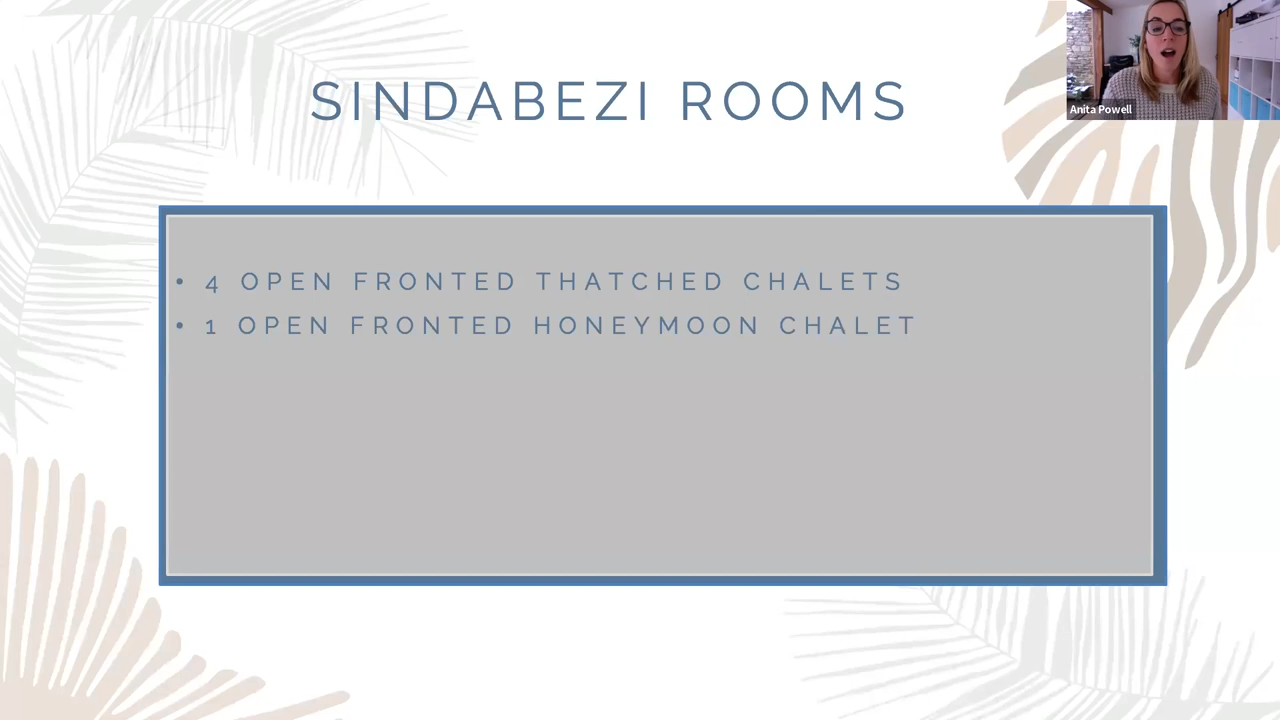 SINDABEZI ROOMS
Anita Powell
• 4 OPEN FRONTED THATCHED CHALETS
• 1 OPEN FRONTED HONEYMOON CHALET